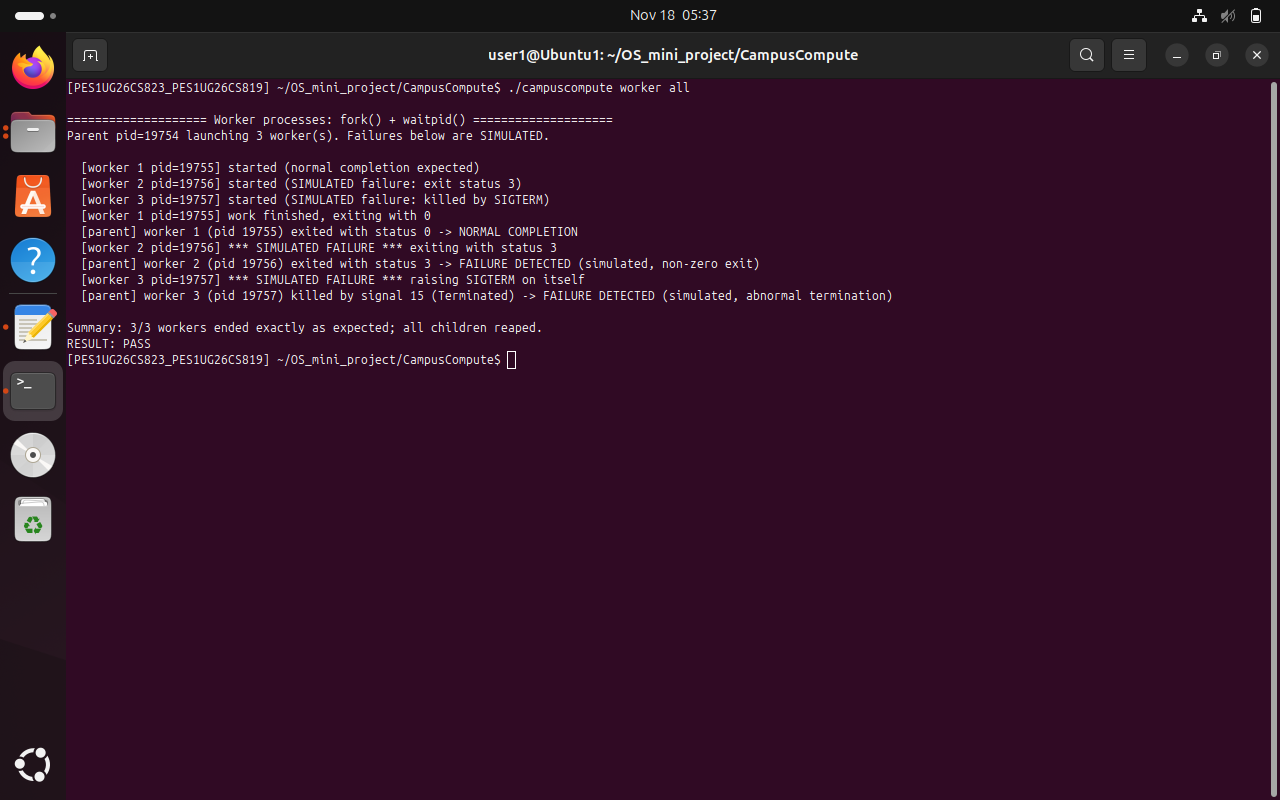 Nov 18 05:37
user1@Ubuntu1: ~/OS_mini_project/CampusCompute
[PES1UG26CS823_PES1UG26CS819] ~/OS_mini_project/CampusCompute$ ./campuscompute worker all
==================== Worker processes: fork() + waitpid() ====================
Parent pid=19754 launching 3 worker(s). Failures below are SIMULATED.
[worker 1 pid=19755] started (normal completion expected)
[worker 2 pid=19756] started (SIMULATED failure: exit status 3)
[worker 3 pid=19757] started (SIMULATED failure: killed by SIGTERM)
[worker 1 pid=19755] work finished, exiting with 0
[parent] worker 1 (pid 19755) exited with status 0 -> NORMAL COMPLETION
[worker 2 pid=19756] *** SIMULATED FAILURE *** exiting with status 3
[parent] worker 2 (pid 19756) exited with status 3 -> FAILURE DETECTED (simulated, non-zero exit)
[worker 3 pid=19757] *** SIMULATED FAILURE *** raising SIGTERM on itself
[parent] worker 3 (pid 19757) killed by signal 15 (Terminated) -> FAILURE DETECTED (simulated, abnormal termination)
Summary: 3/3 workers ended exactly as expected; all children reaped.
RESULT: PASS
[PES1UG26CS823_PES1UG26CS819] ~/OS_mini_project/CampusCompute$